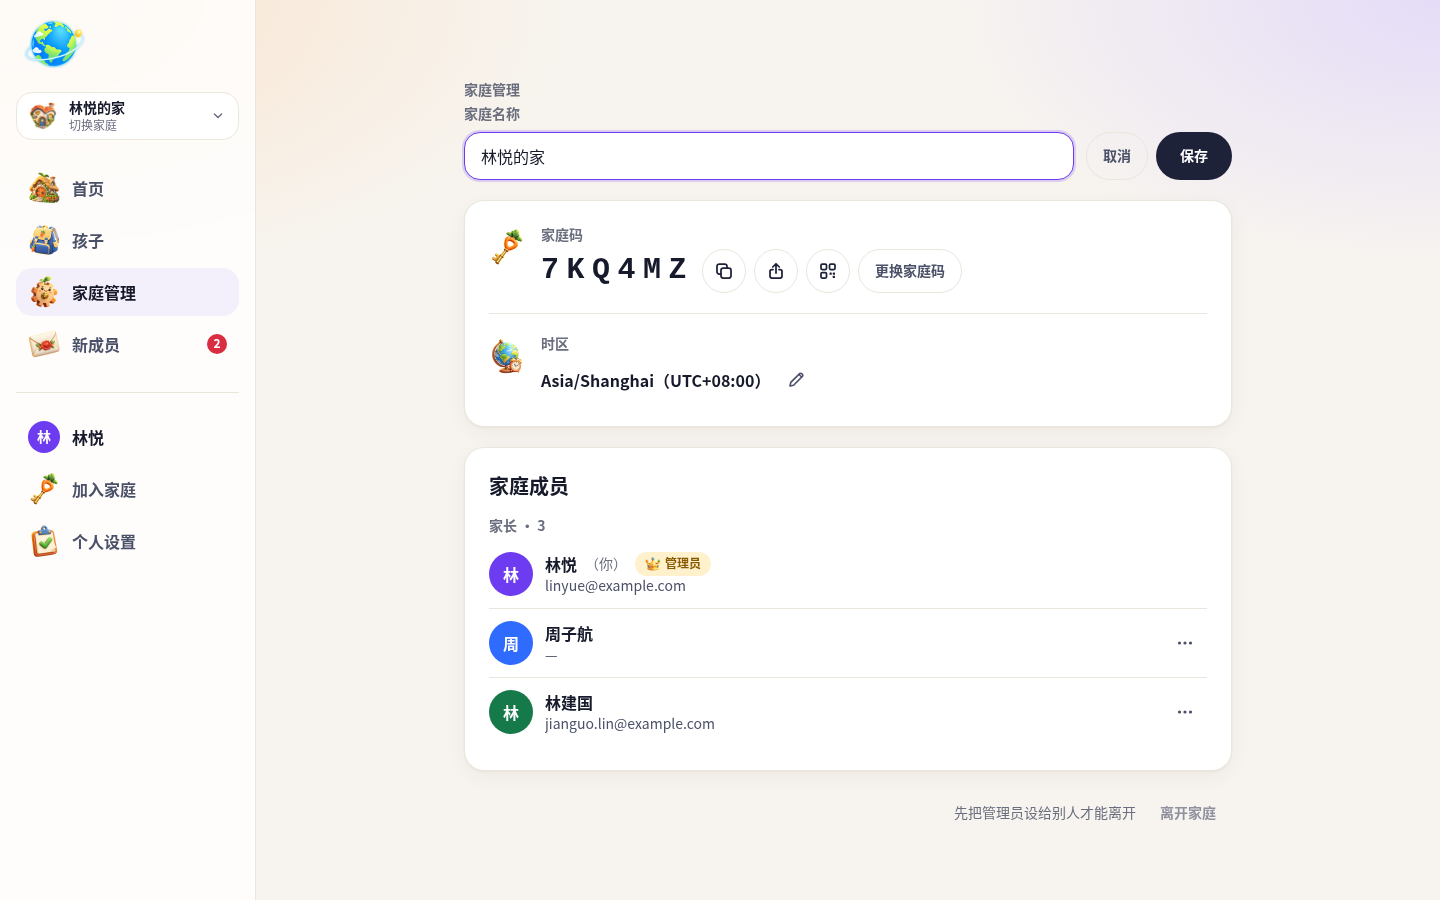 林悦的家
切换家庭
首页
孩子
家庭管理
新成员
2
林
林悦
加入家庭
个人设置
家庭管理
家庭名称
林悦的家
取消
保存
家庭码
7KQ4MZ
更换家庭码
时区
Asia/Shanghai（UTC+08:00）
家庭成员
家长 · 3
林
林悦 （你） 管理员
linyue@example.com
周
周子航
—
林
林建国
jianguo.lin@example.com
先把管理员设给别人才能离开
离开家庭